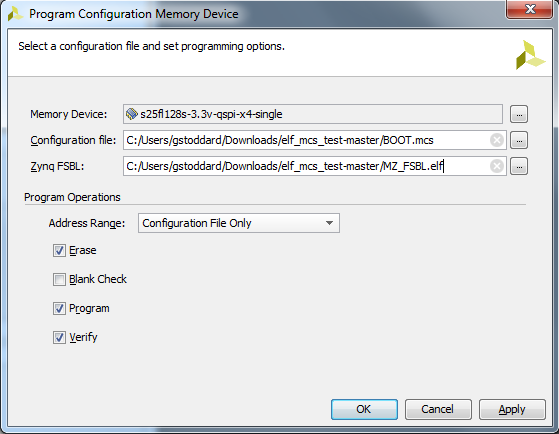 Program Configuration Memory Device
Select a configuration file and set programming options.
Memory Device: s25fl128s-3.3v-qspi-x4-single ...
Configuration file: C:/Users/gstoddard/Downloads/elf_mcs_test-master/BOOT.mcs ...
Zynq FSBL: C:/Users/gstoddard/Downloads/elf_mcs_test-master/MZ_FSBL.elf ...
Program Operations
Address Range: Configuration File Only
Erase
Blank Check
Program
Verify
OK Cancel Apply